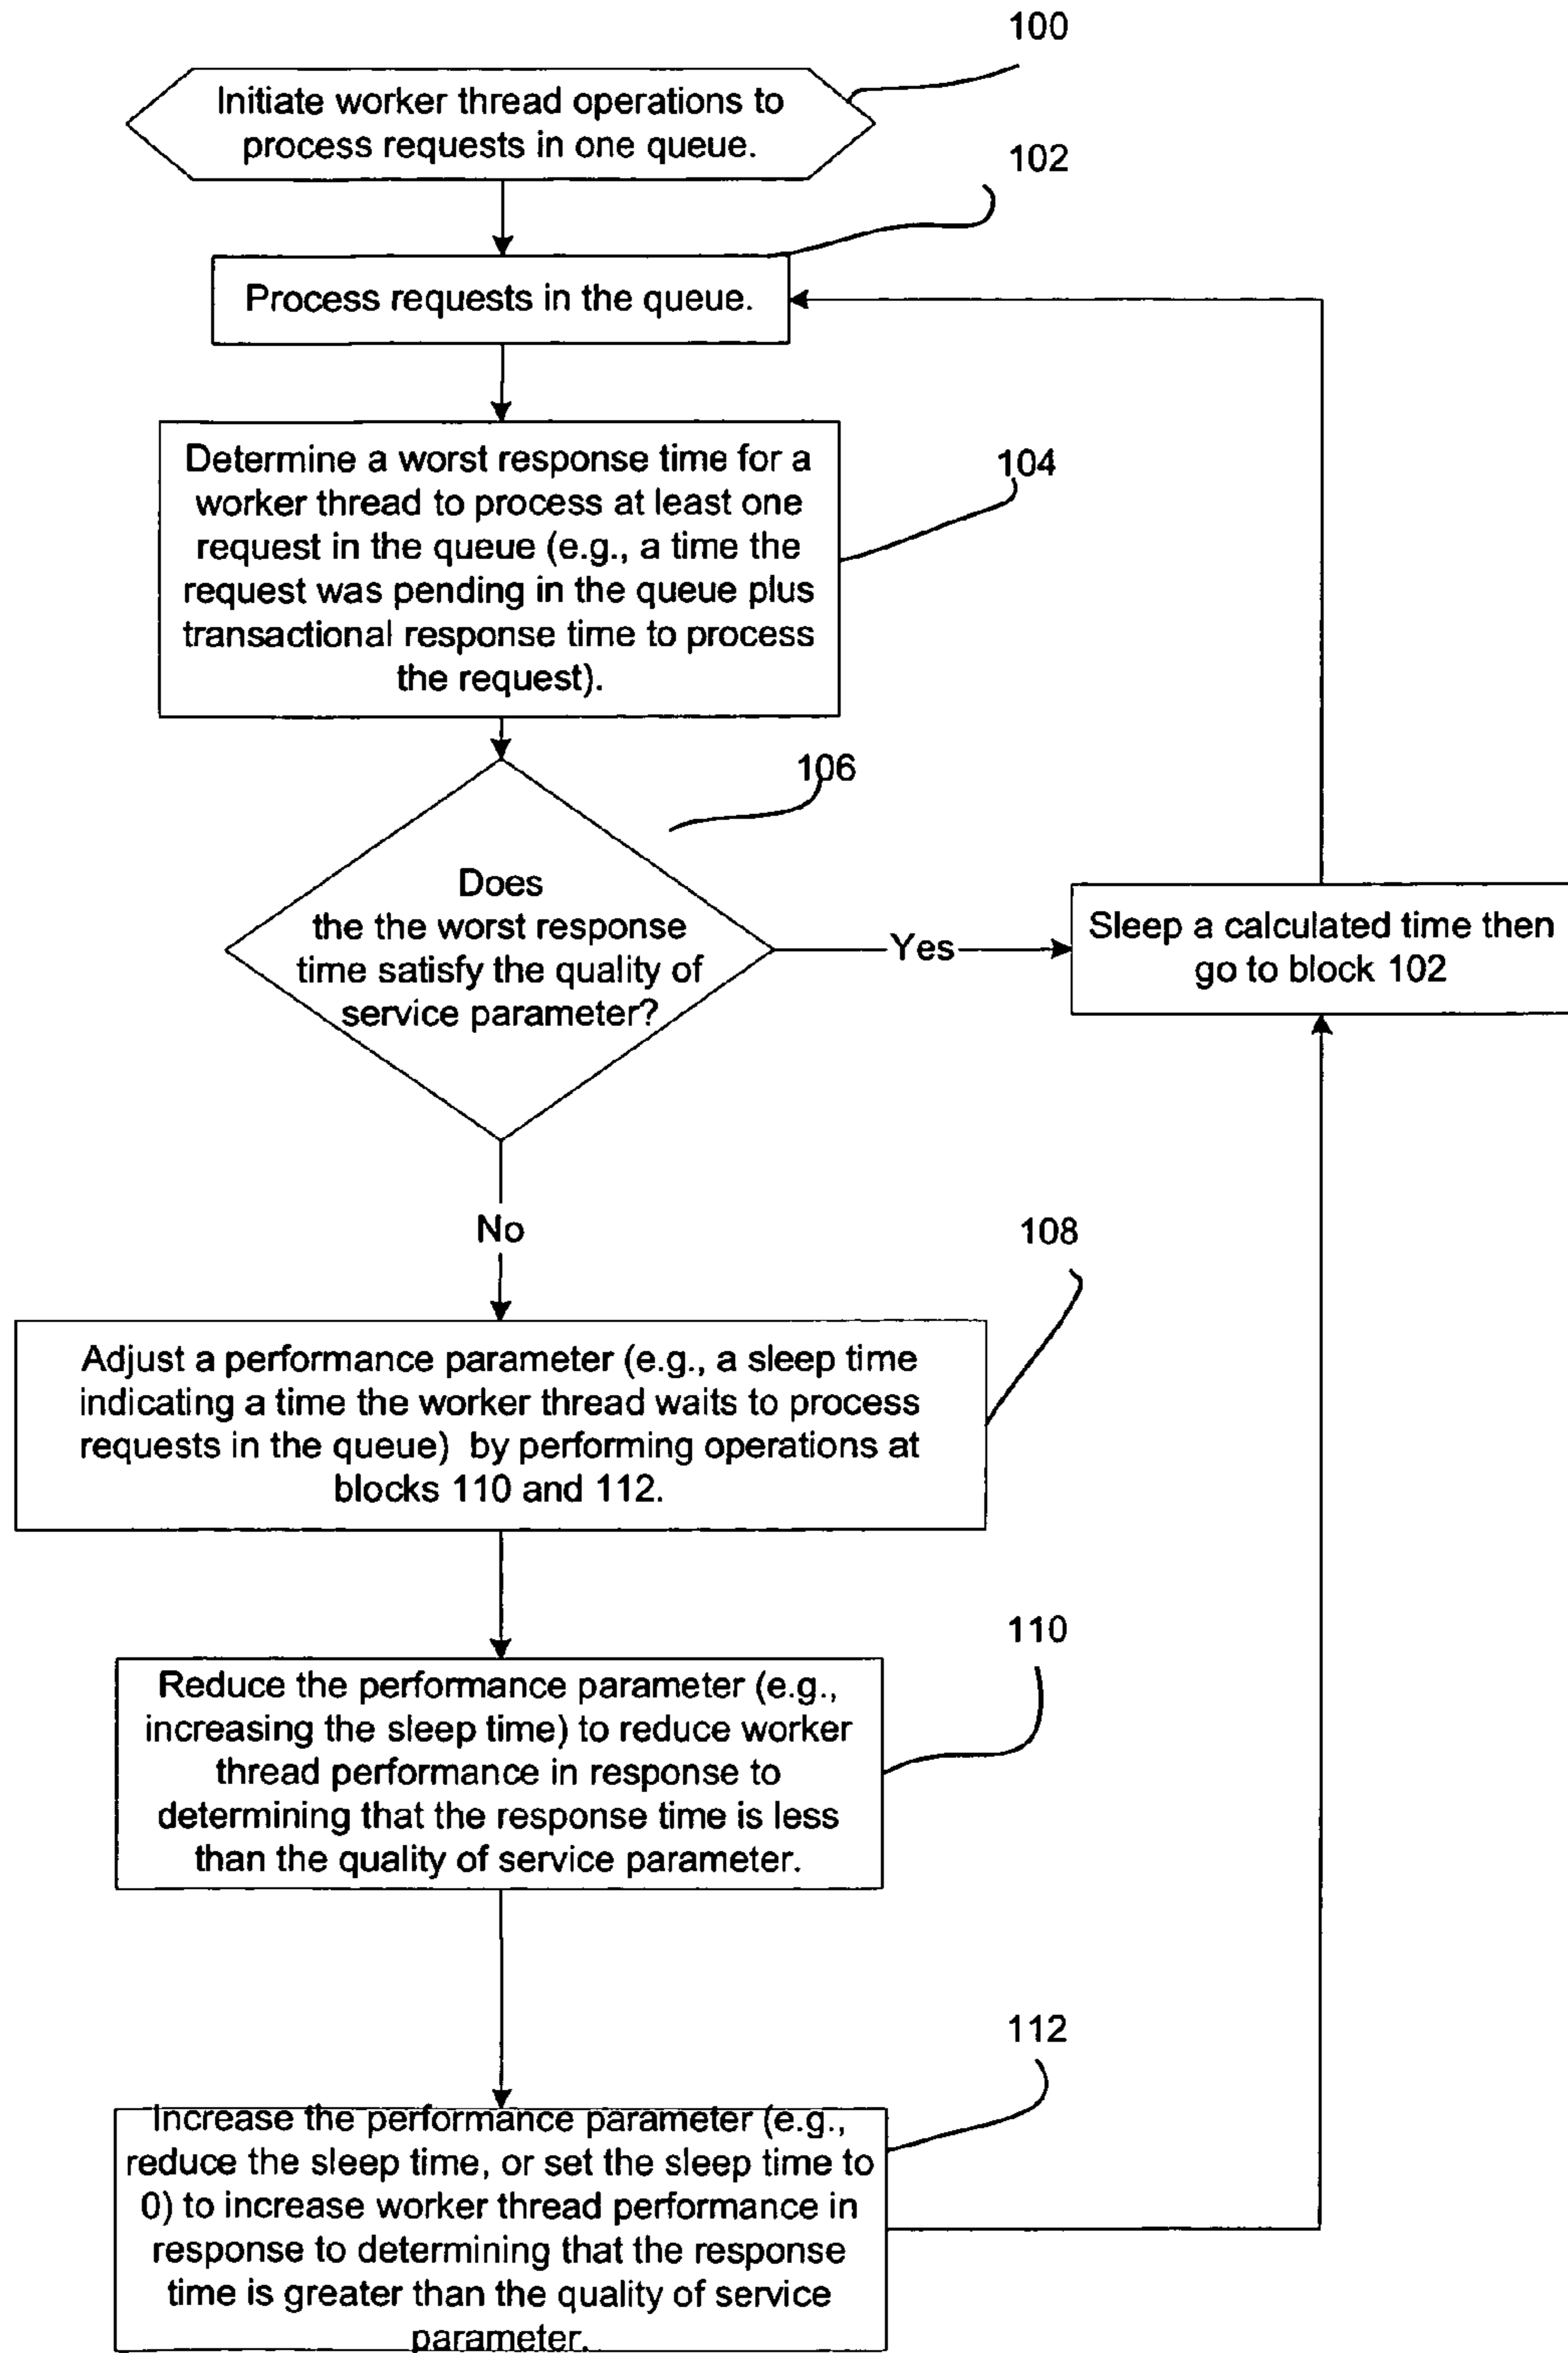 100
Initiate worker thread operations to
process requests in one queue.
102
Process requests in the queue.
Determine a worst response time for a
worker thread to process at least one
request in the queue (e.g., a time the
request was pending in the queue plus
transactional response time to process
the request).
104
106
Does
the the worst response
time satisfy the quality of
service parameter?
Yes
Sleep a calculated time then
go to block 102
No
108
Adjust a performance parameter (e.g., a sleep time
indicating a time the worker thread waits to process
requests in the queue)  by performing operations at
blocks 110 and 112.
110
Reduce the performance parameter (e.g.,
increasing the sleep time) to reduce worker
thread performance in response to
determining that the response time is less
than the quality of service parameter.
112
Increase the performance parameter (e.g.,
reduce the sleep time, or set the sleep time to
0) to increase worker thread performance in
response to determining that the response
time is greater than the quality of service
parameter.